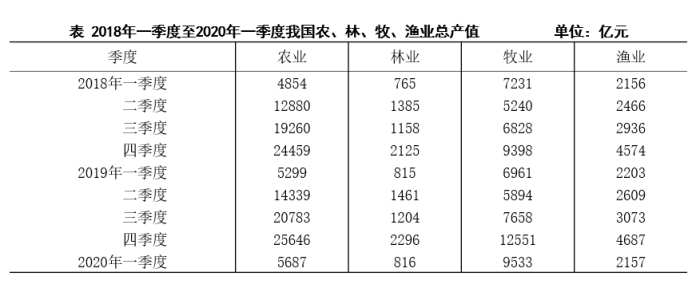 表 2018年一季度至2020年一季度我国农、林、牧、渔业总产值 单位：亿元
季度 农业 林业 牧业 渔业
2018年一季度 4854 765 7231 2156
二季度 12880 1385 5240 2466
三季度 19260 1158 6828 2936
四季度 24459 2125 9398 4574
2019年一季度 5299 815 6961 2203
二季度 14339 1461 5894 2609
三季度 20783 1204 7658 3073
四季度 25646 2296 12551 4687
2020年一季度 5687 816 9533 2157